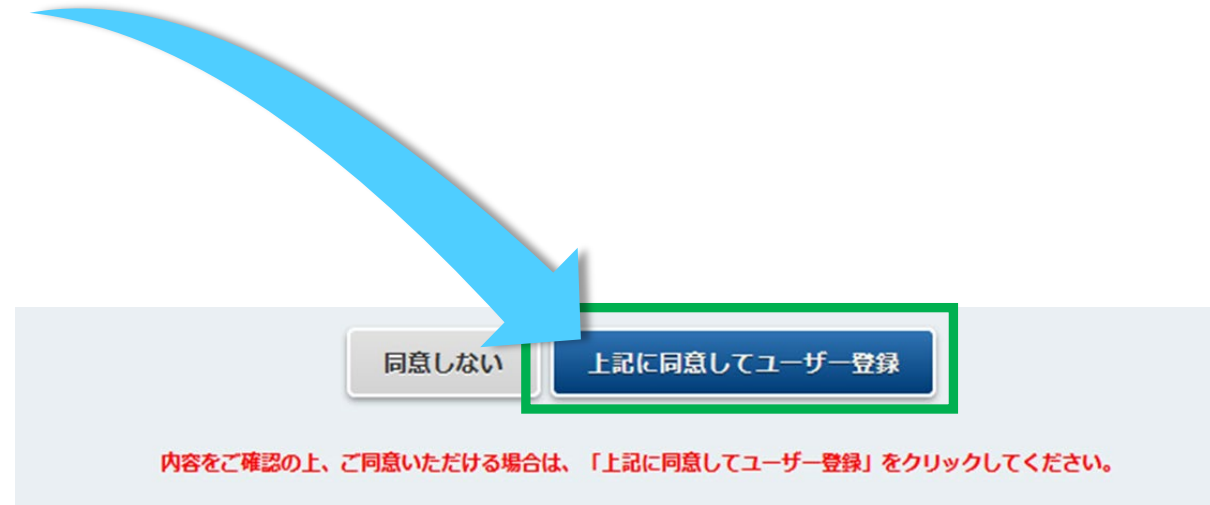 同意しない
上記に同意してユーザー登録
内容をご確認の上、ご同意いただける場合は、「上記に同意してユーザー登録」をクリックしてください。